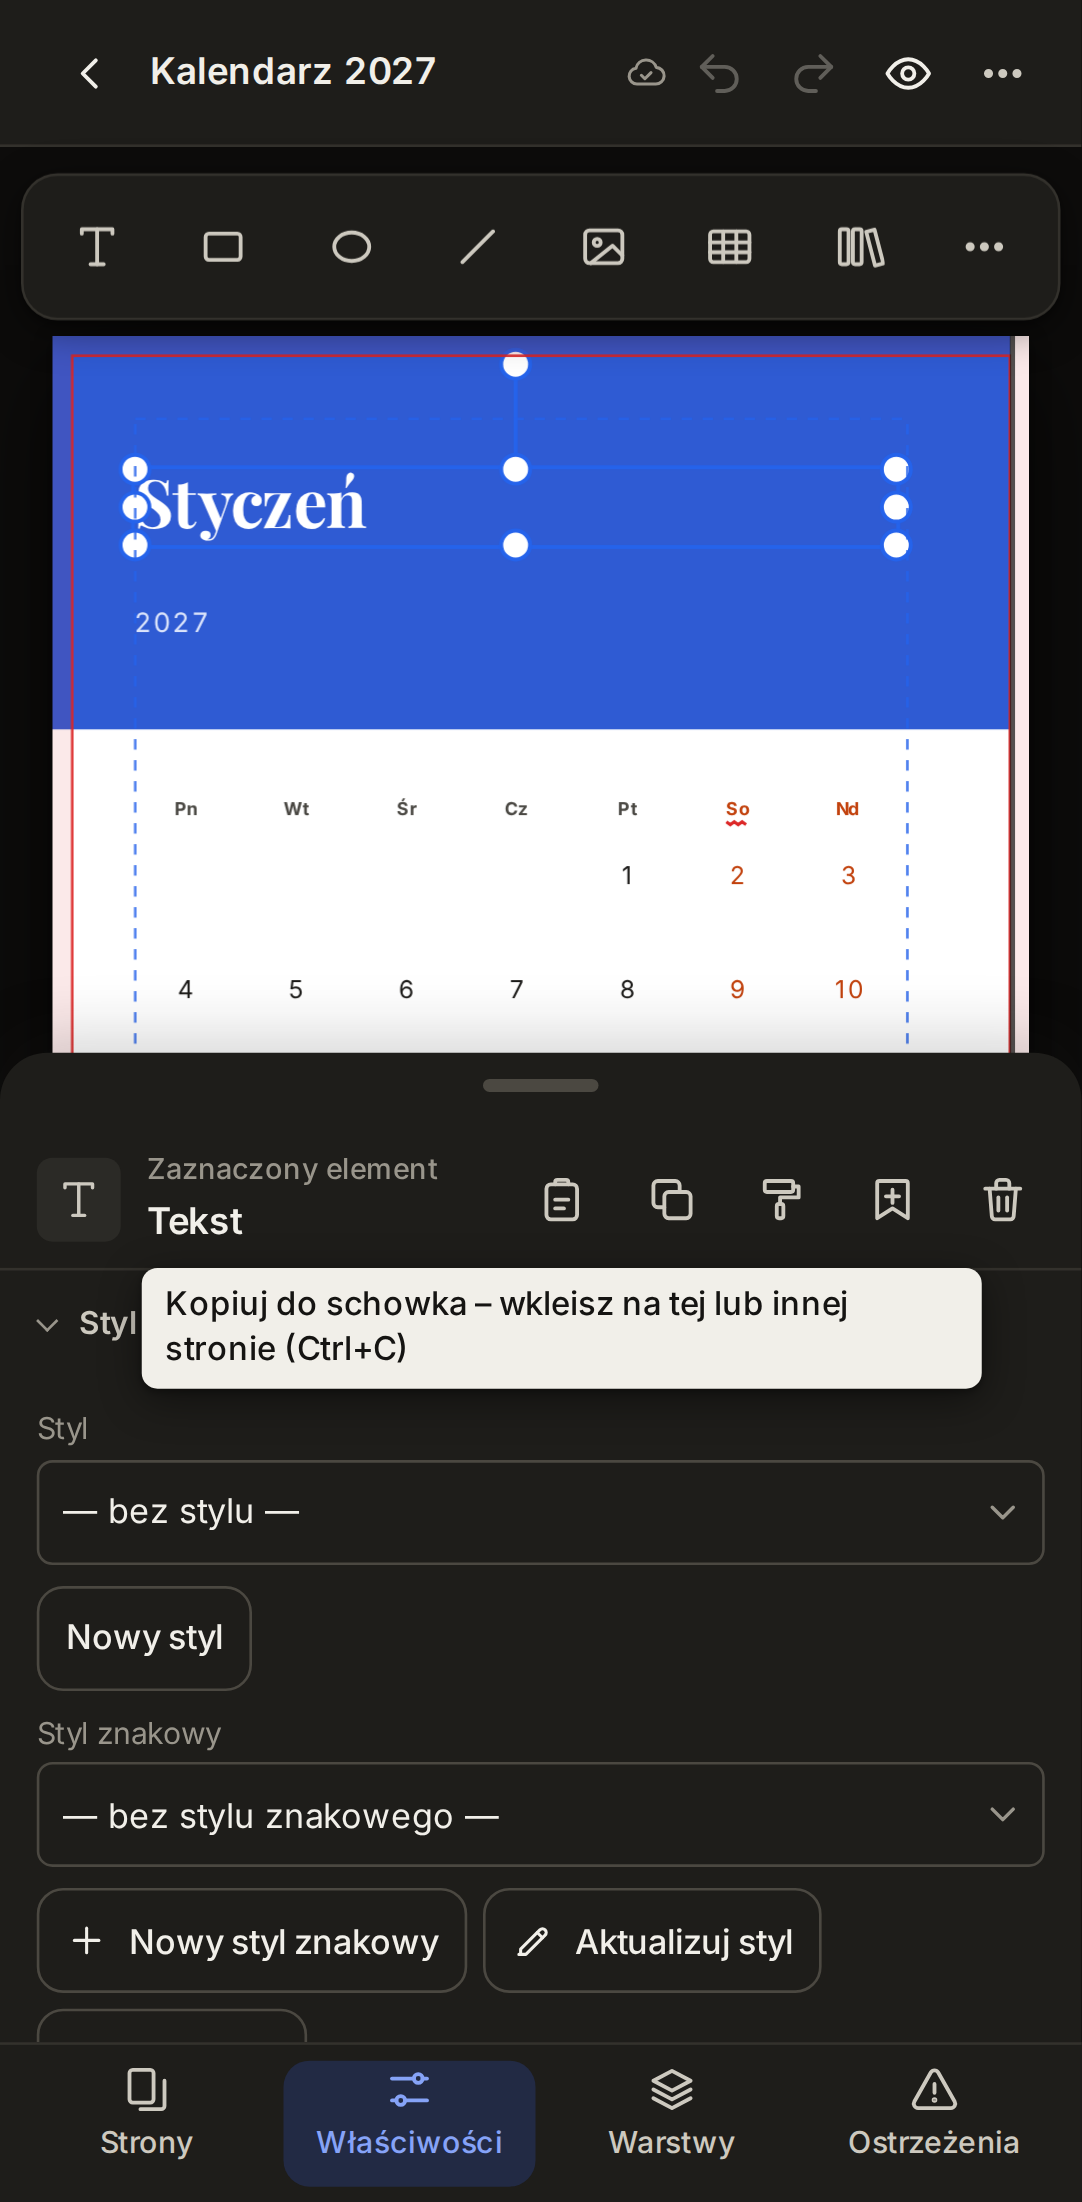 Kalendarz 2027
Styczeń
2027
Pn Wt Śr Cz Pt So Nd
1 2 3
4 5 6 7 8 9 10
Zaznaczony element
Tekst
Kopiuj do schowka – wkleisz na tej lub innej
stronie (Ctrl+C)
Styl
Styl
— bez stylu —
Nowy styl
Styl znakowy
— bez stylu znakowego —
Nowy styl znakowy Aktualizuj styl
Strony Właściwości Warstwy Ostrzeżenia